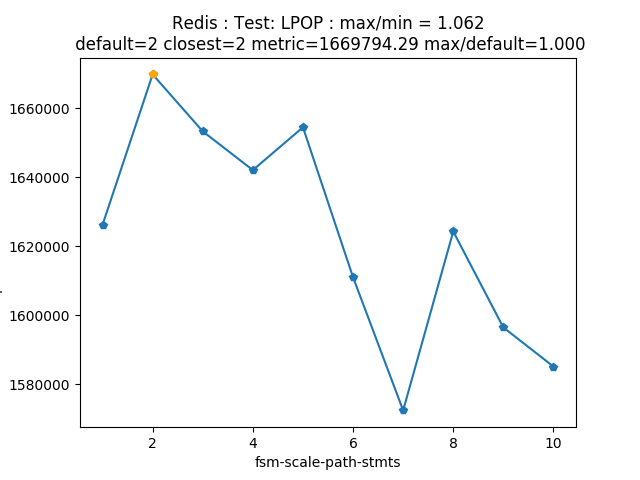 Redis : Test: LPOP : max/min = 1.062
default=2 closest=2 metric=1669794.29 max/default=1.000
1660000
1640000
1620000
1600000
1580000
2 4 6 8 10
fsm-scale-path-stmts